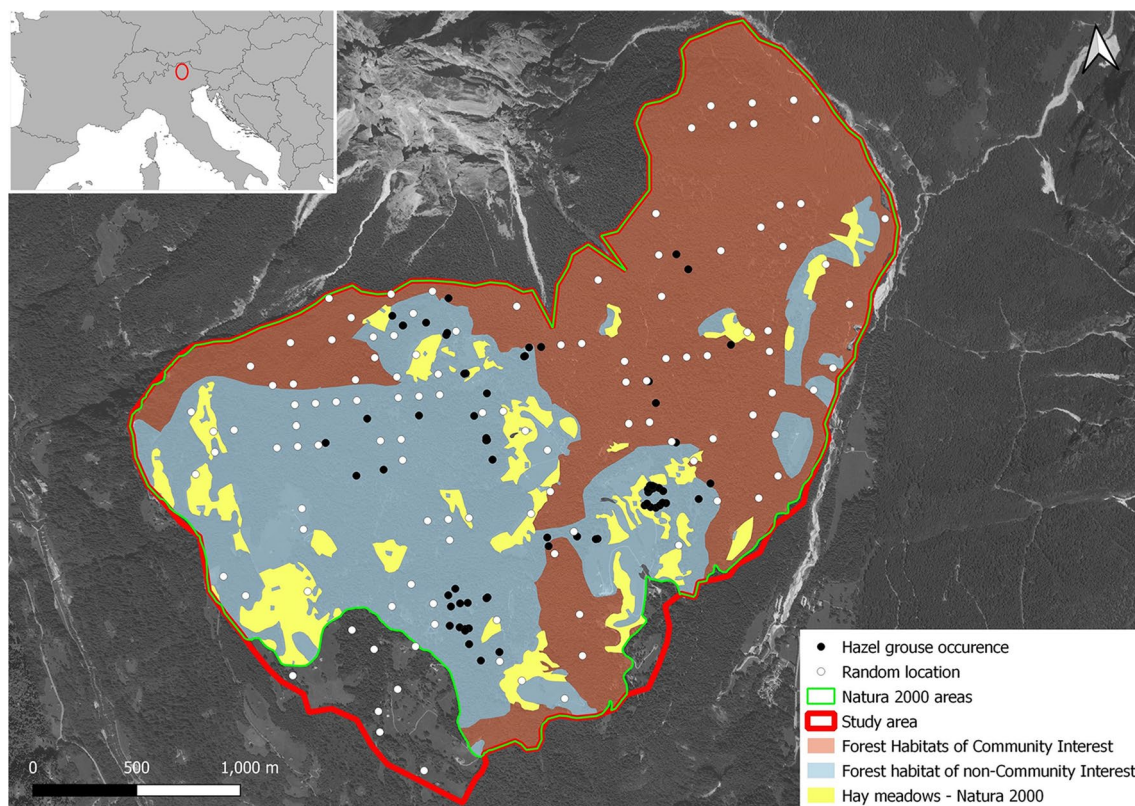 Hazel grouse occurence
Random location
Natura 2000 areas
Study area
Forest Habitats of Community Interest
Forest habitat of non-Community Interest
Hay meadows - Natura 2000
0 500 1,000 m